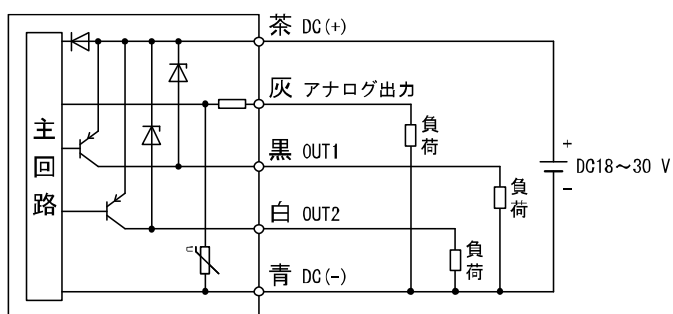 茶 DC(+)
主回路
灰 アナログ出力
負荷
黒 OUT1
+
DC18～30 V
-
負荷
白 OUT2
負荷
青 DC(-)